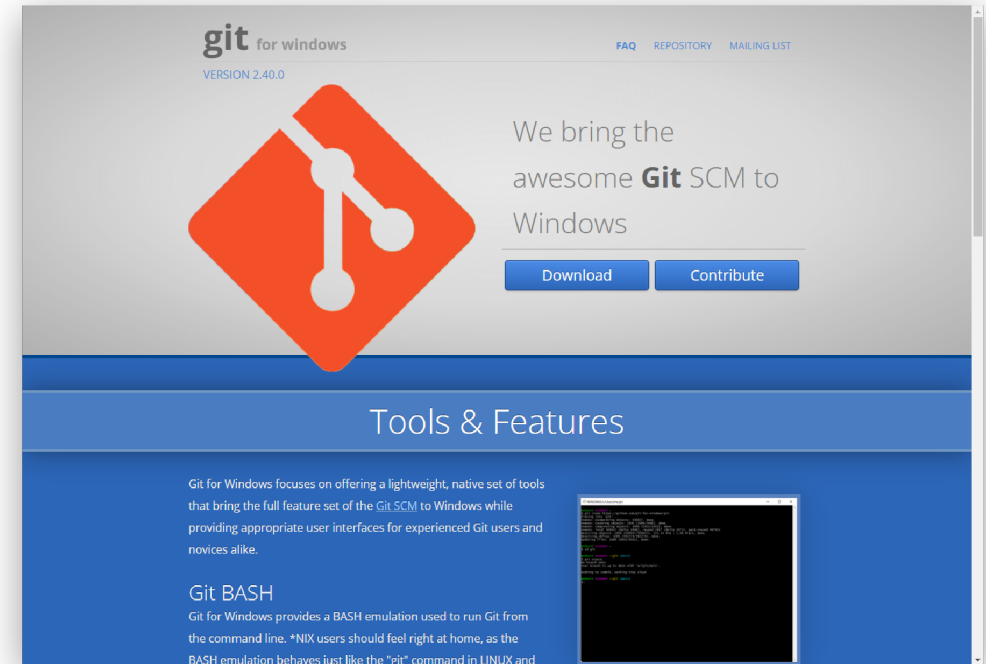 git for windows
FAQ REPOSITORY MAILING LIST
VERSION 2.40.0
We bring the
awesome Git SCM to
Windows
Download Contribute
Tools & Features
Git for Windows focuses on offering a lightweight, native set of tools
that bring the full feature set of the Git SCM to Windows while
providing appropriate user interfaces for experienced Git users and
novices alike.
Git BASH
Git for Windows provides a BASH emulation used to run Git from
the command line. *NIX users should feel right at home, as the
BASH emulation behaves just like the "git" command in LINUX and